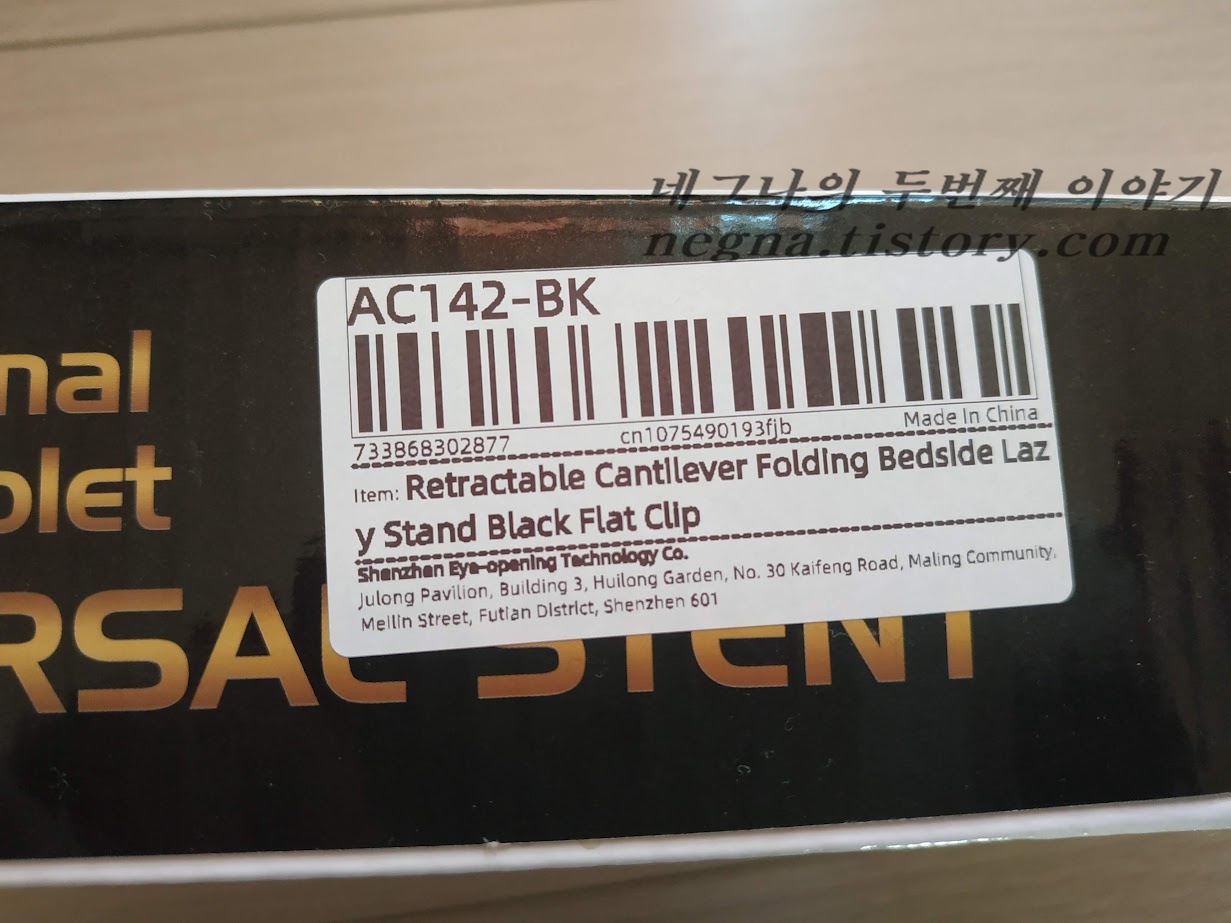 네그나의 두번째 이야기
negna.tistory.com
AC142-BK
733868302877 cn1075490193fjb Made In China
Item: Retractable Cantilever Folding Bedside Laz
y Stand Black Flat Clip
Shenzhen Eye-opening Technology Co.
Julong Pavilion, Building 3, Huilong Garden, No. 30 Kaifeng Road, Maling Community,
Meilin Street, Futian District, Shenzhen 601
nal
blet
RSAL STENT